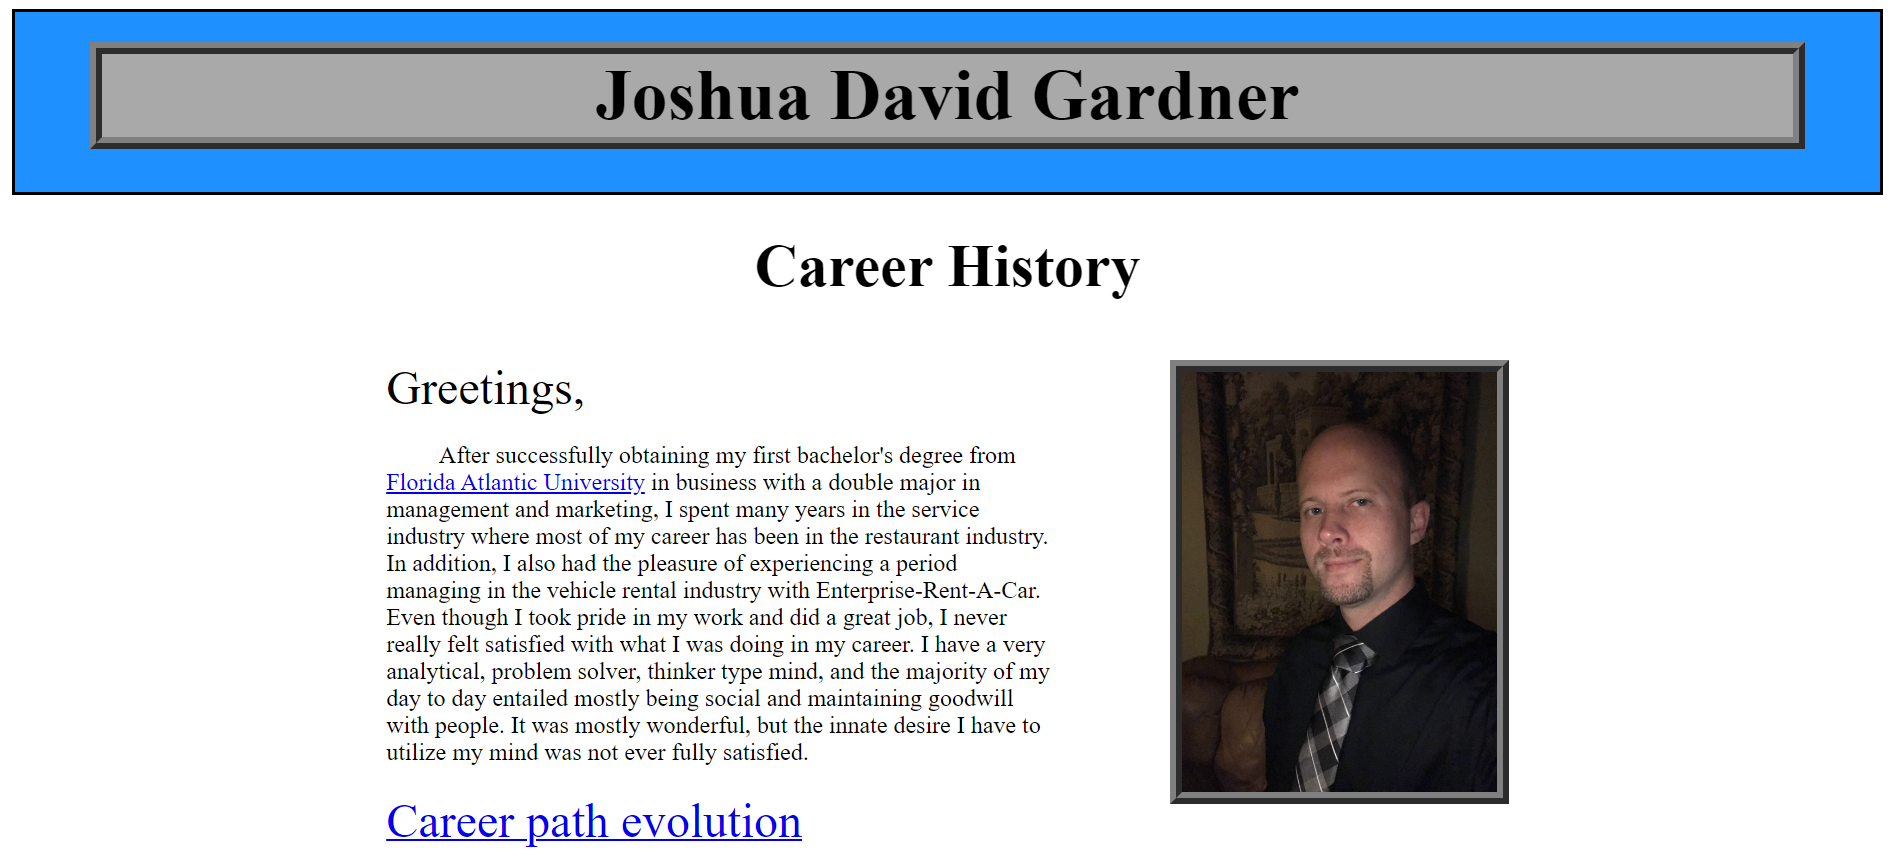 Joshua David Gardner
Career History
Greetings,
After successfully obtaining my first bachelor's degree from
Florida Atlantic University in business with a double major in
management and marketing, I spent many years in the service
industry where most of my career has been in the restaurant industry.
In addition, I also had the pleasure of experiencing a period
managing in the vehicle rental industry with Enterprise-Rent-A-Car.
Even though I took pride in my work and did a great job, I never
really felt satisfied with what I was doing in my career. I have a very
analytical, problem solver, thinker type mind, and the majority of my
day to day entailed mostly being social and maintaining goodwill
with people. It was mostly wonderful, but the innate desire I have to
utilize my mind was not ever fully satisfied.
Career path evolution